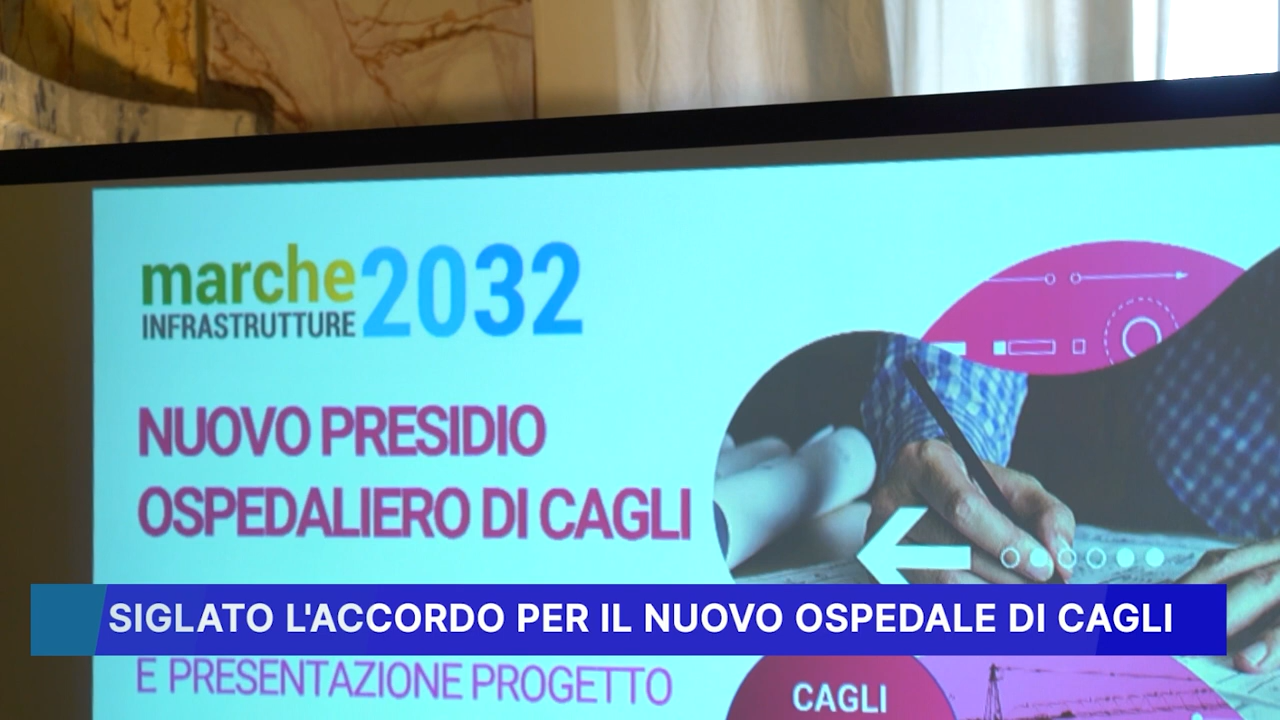 marche 2032
INFRASTRUTTURE
NUOVO PRESIDIO
OSPEDALIERO DI CAGLI
SIGLATO L'ACCORDO PER IL NUOVO OSPEDALE DI CAGLI
E PRESENTAZIONE PROGETTO
CAGLI